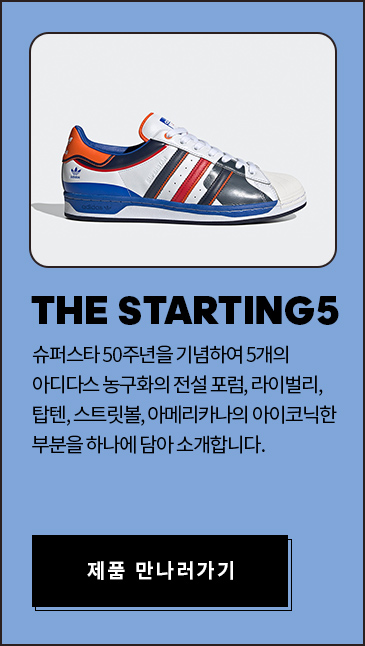 THE STARTING5
슈퍼스타 50주년을 기념하여 5개의
아디다스 농구화의 전설 포럼, 라이벌리,
탑텐, 스트릿볼, 아메리카나의 아이코닉한
부분을 하나에 담아 소개합니다.
제품 만나러가기